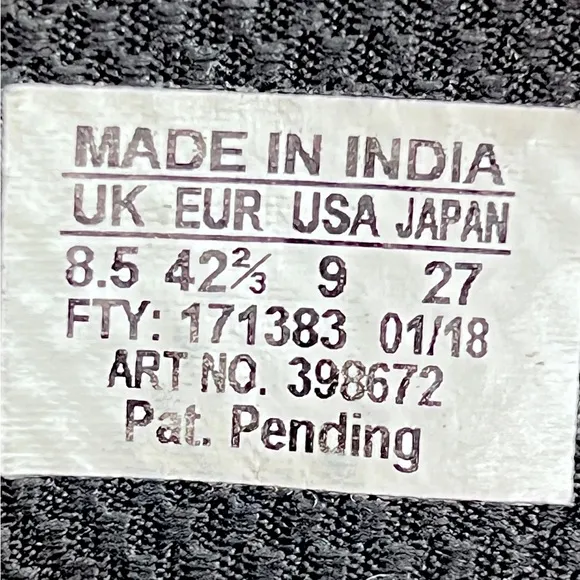 MADE IN INDIA
UK EUR USA JAPAN
8.5 42⅔ 9 27
FTY: 171383 01/18
ART NO. 398672
Pat. Pending